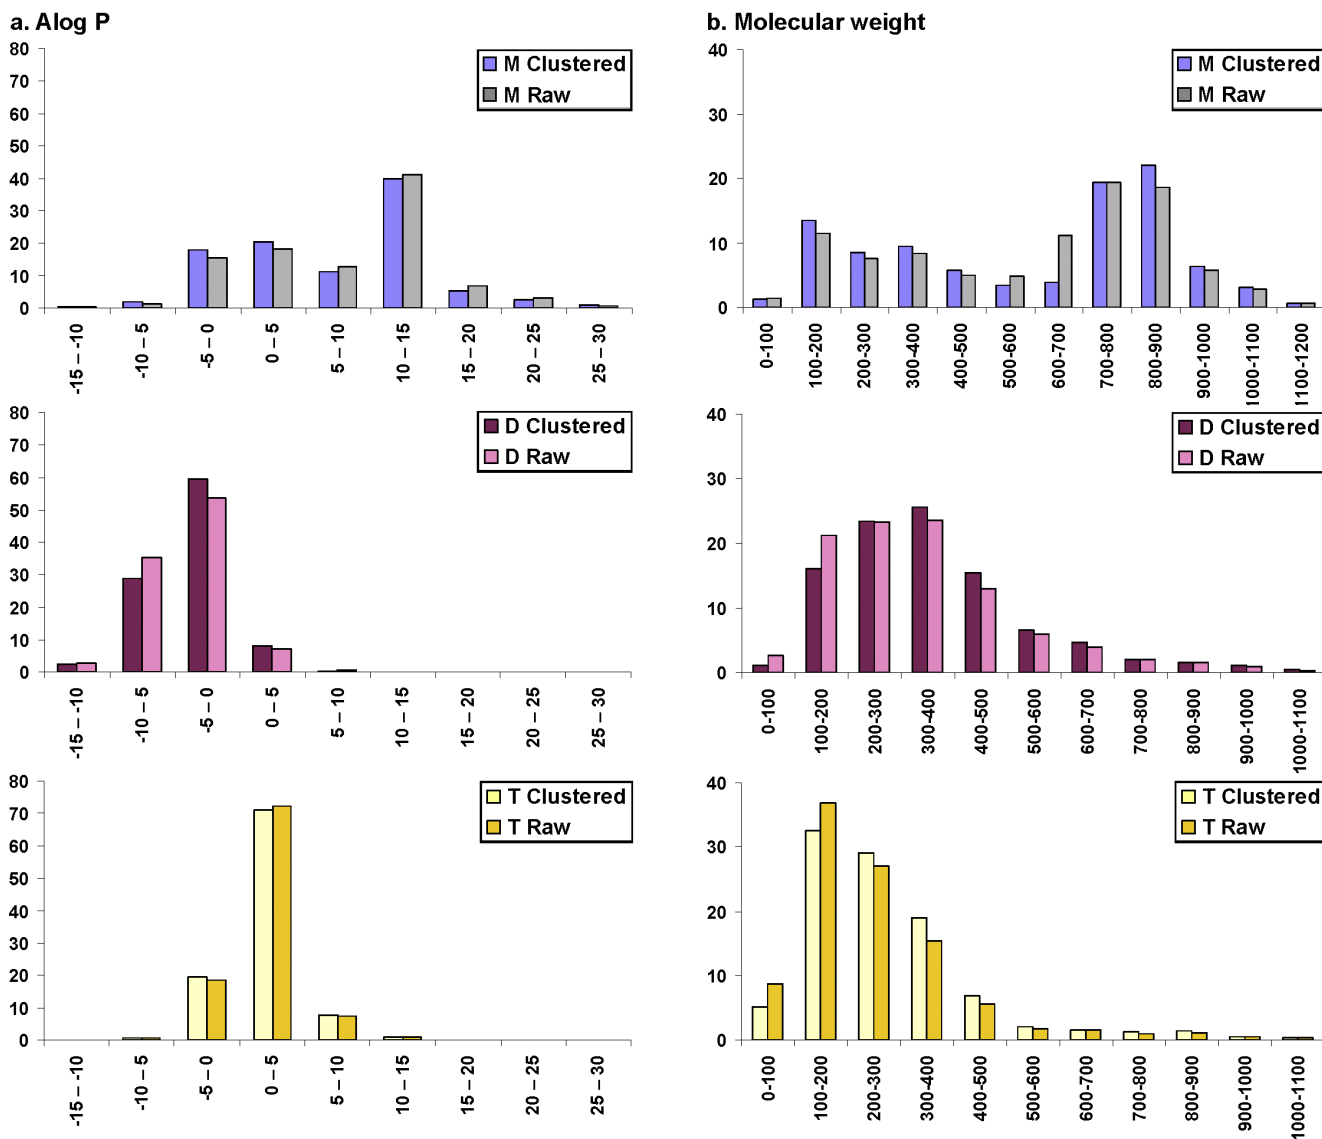 a. Alog P
80
70
60
50
40
30
20
10
0
M Clustered
M Raw
-15 – -10
-10 – 5
-5 – 0
0 – 5
5 – 10
10 – 15
15 – 20
20 – 25
25 – 30
b. Molecular weight
40
30
20
10
0
M Clustered
M Raw
0-100
100-200
200-300
300-400
400-500
500-600
600-700
700-800
800-900
900-1000
1000-1100
1100-1200
80
70
60
50
40
30
20
10
0
D Clustered
D Raw
-15 – -10
-10 – 5
-5 – 0
0 – 5
5 – 10
10 – 15
15 – 20
20 – 25
25 – 30
40
30
20
10
0
D Clustered
D Raw
0-100
100-200
200-300
300-400
400-500
500-600
600-700
700-800
800-900
900-1000
1000-1100
80
70
60
50
40
30
20
10
0
T Clustered
T Raw
-15 – -10
-10 – 5
-5 – 0
0 – 5
5 – 10
10 – 15
15 – 20
20 – 25
25 – 30
40
30
20
10
0
T Clustered
T Raw
0-100
100-200
200-300
300-400
400-500
500-600
600-700
700-800
800-900
900-1000
1000-1100